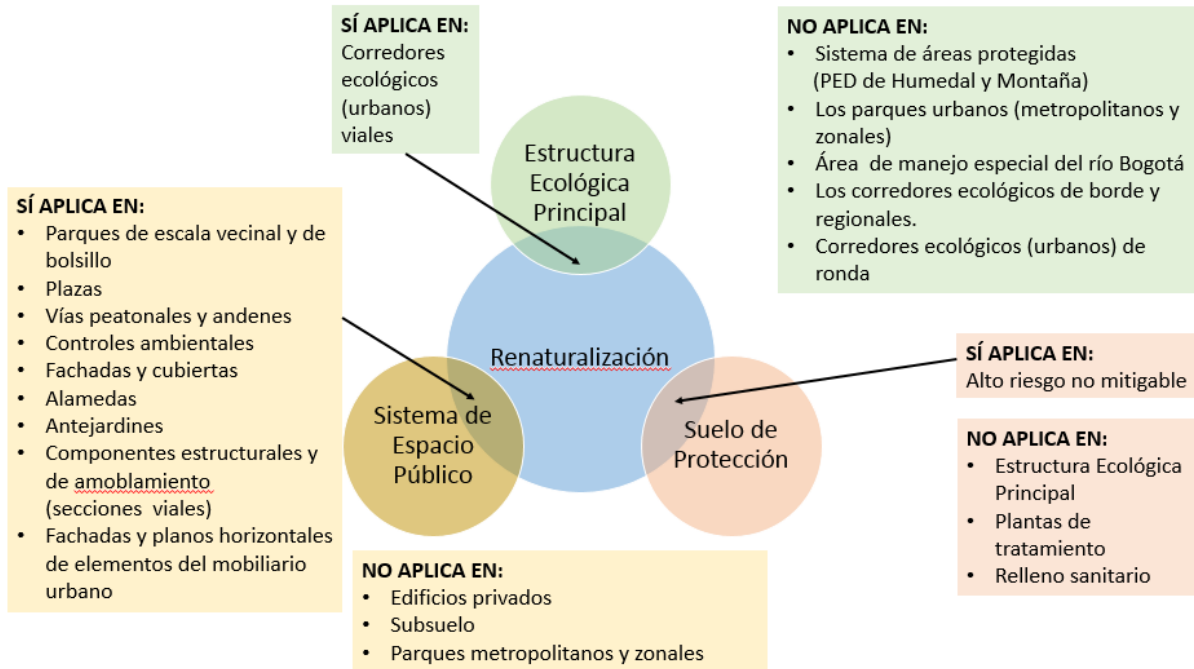 SÍ APLICA EN:
Corredores
ecológicos
(urbanos)
viales
NO APLICA EN:
• Sistema de áreas protegidas
(PED de Humedal y Montaña)
• Los parques urbanos (metropolitanos y
zonales)
• Área de manejo especial del río Bogotá
• Los corredores ecológicos de borde y
regionales.
• Corredores ecológicos (urbanos) de
ronda
Estructura
Ecológica
Principal
SÍ APLICA EN:
• Parques de escala vecinal y de
bolsillo
• Plazas
• Vías peatonales y andenes
• Controles ambientales
• Fachadas y cubiertas
• Alamedas
• Antejardines
• Componentes estructurales y
de amoblamiento
(secciones viales)
• Fachadas y planos horizontales
de elementos del mobiliario
urbano
Renaturalización
Sistema de
Espacio
Público
Suelo de
Protección
SÍ APLICA EN:
Alto riesgo no mitigable
NO APLICA EN:
• Estructura Ecológica
Principal
• Plantas de
tratamiento
• Relleno sanitario
NO APLICA EN:
• Edificios privados
• Subsuelo
• Parques metropolitanos y zonales